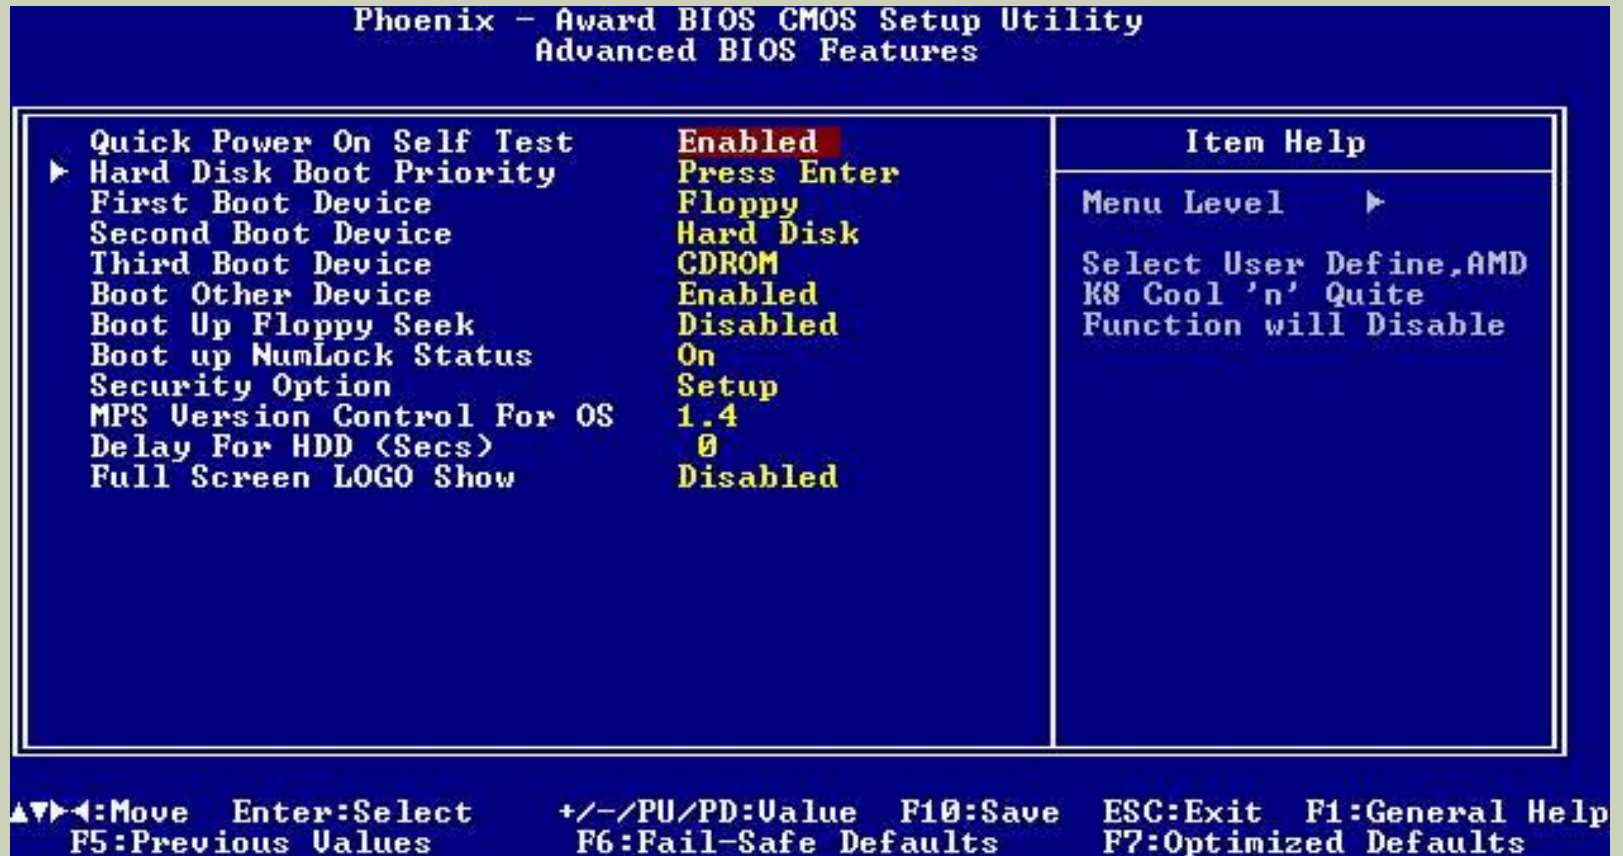 Phoenix - Award BIOS CMOS Setup Utility
Advanced BIOS Features
Quick Power On Self Test Enabled
Hard Disk Boot Priority Press Enter
First Boot Device Floppy
Second Boot Device Hard Disk
Third Boot Device CDROM
Boot Other Device Enabled
Boot Up Floppy Seek Disabled
Boot up NumLock Status On
Security Option Setup
MPS Version Control For OS 1.4
Delay For HDD (Secs) 0
Full Screen LOGO Show Disabled
Item Help
Menu Level
Select User Define,AMD
K8 Cool 'n' Quite
Function will Disable
:Move Enter:Select +/-/PU/PD:Value F10:Save ESC:Exit F1:General Help
F5:Previous Values F6:Fail-Safe Defaults F7:Optimized Defaults